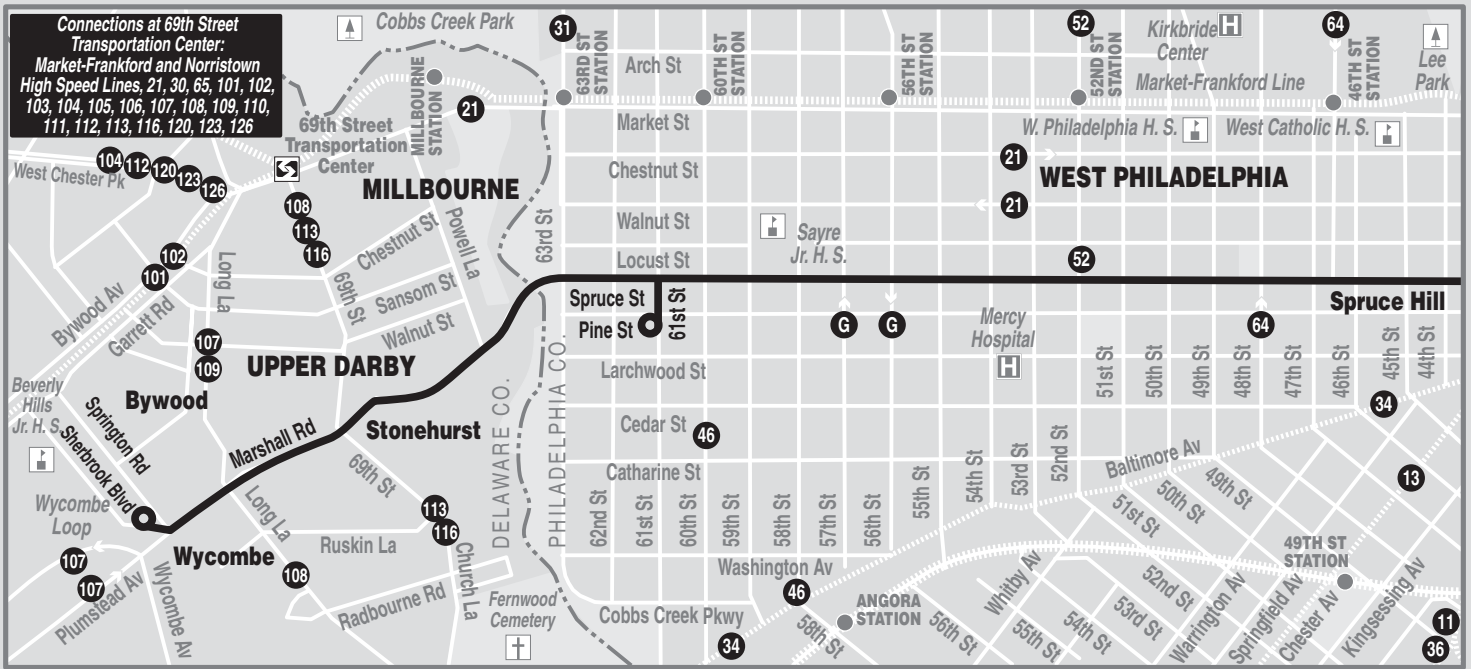 Connections at 69th Street
Transportation Center:
Market-Frankford and Norristown
High Speed Lines, 21, 30, 65, 101, 102,
103, 104, 105, 106, 107, 108, 109, 110,
111, 112, 113, 116, 120, 123, 126
Cobbs Creek Park
31
63RD ST
STATION
Arch St
60TH ST
STATION
56TH ST
STATION
52
52ND ST
STATION
Kirkbride
Center
H
64
46TH ST
STATION
Lee
Park
Market-Frankford Line
MILLBOURNE
STATION
21
69th Street
Transportation
Center
Market St
W. Philadelphia H. S.
West Catholic H. S.
West Chester Pk
104
112
120
123
126
S
MILLBOURNE
Chestnut St
21
WEST PHILADELPHIA
21
108
113
116
Chestnut St
Powell La
63rd St
Walnut St
Sayre
Jr. H. S.
Locust St
52
102
101
Long La
69th St
Sansom St
Walnut St
Bywood Av
Garrett Rd
Spruce St
Pine St
61st St
G
G
Mercy
Hospital
H
64
Spruce Hill
107
109
UPPER DARBY
Bywood
Larchwood St
51st St
50th St
49th St
48th St
47th St
46th St
45th St
44th St
34
Beverly
Hills
Jr. H. S.
Springton Rd
Sherbrook Blvd
Marshall Rd
Stonehurst
DELAWARE CO.
PHILADELPHIA CO.
Cedar St
46
Catharine St
Baltimore Av
69th St
62nd St
61st St
60th St
59th St
58th St
57th St
56th St
55th St
54th St
53rd St
52nd St
51st St
50th St
49th St
13
Wycombe
Loop
107
107
Plumstead Av
Wycombe
Wycombe Av
Long La
108
Ruskin La
113
116
Church La
Radbourne Rd
Fernwood
Cemetery
Washington Av
46
Cobbs Creek Pkwy
34
58th St
ANGORA
STATION
56th St
Whitby Av
55th St
54th St
53rd St
52nd St
Warrington Av
Springfield Av
Chester Av
49TH ST
STATION
Kingsessing Av
11
36